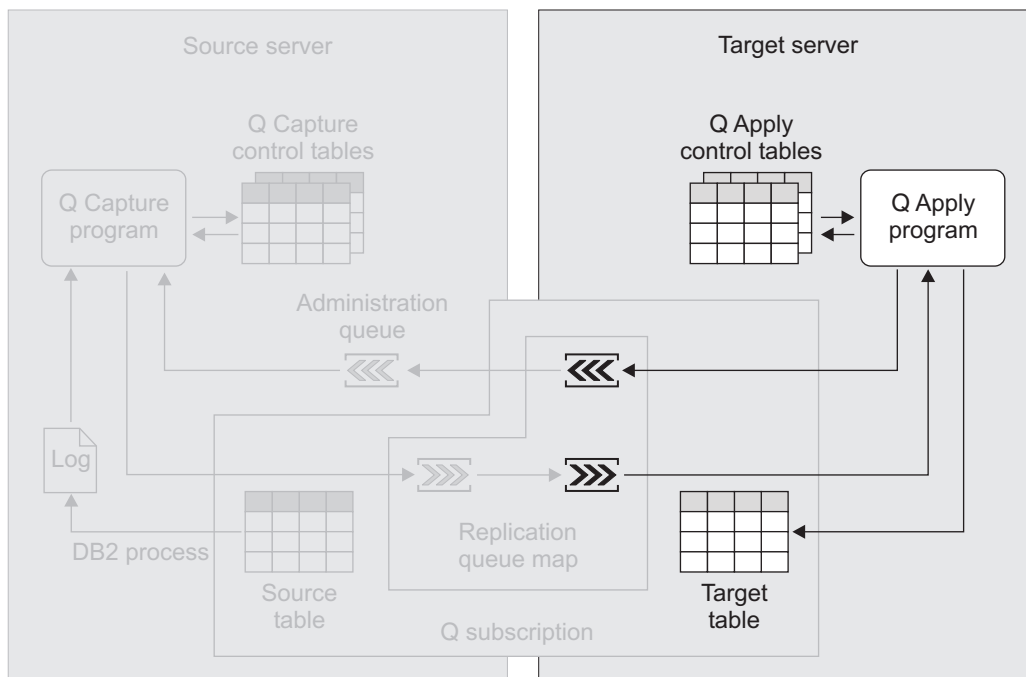 Source server
Target server
Q Capture
control tables
Q Apply
control tables
Q Capture
program
Q Apply
program
Administration
queue
Log
DB2 process
Replication
queue map
Source
table
Target
table
Q subscription